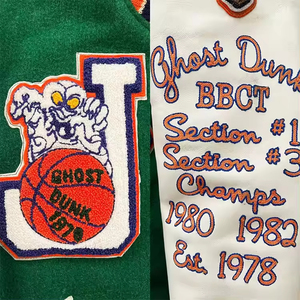 J
GHOST
DUNK
1978
Ghost Dunk
BBCT
Section #1
Section #3
Champs
1980 1982
Est. 1978